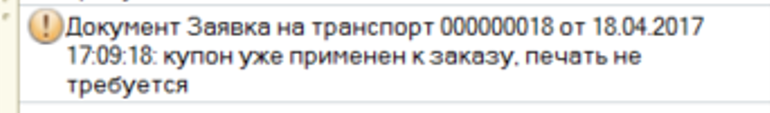 Документ Заявка на транспорт 000000018 от 18.04.2017
17:09:18: купон уже применен к заказу, печать не
требуется